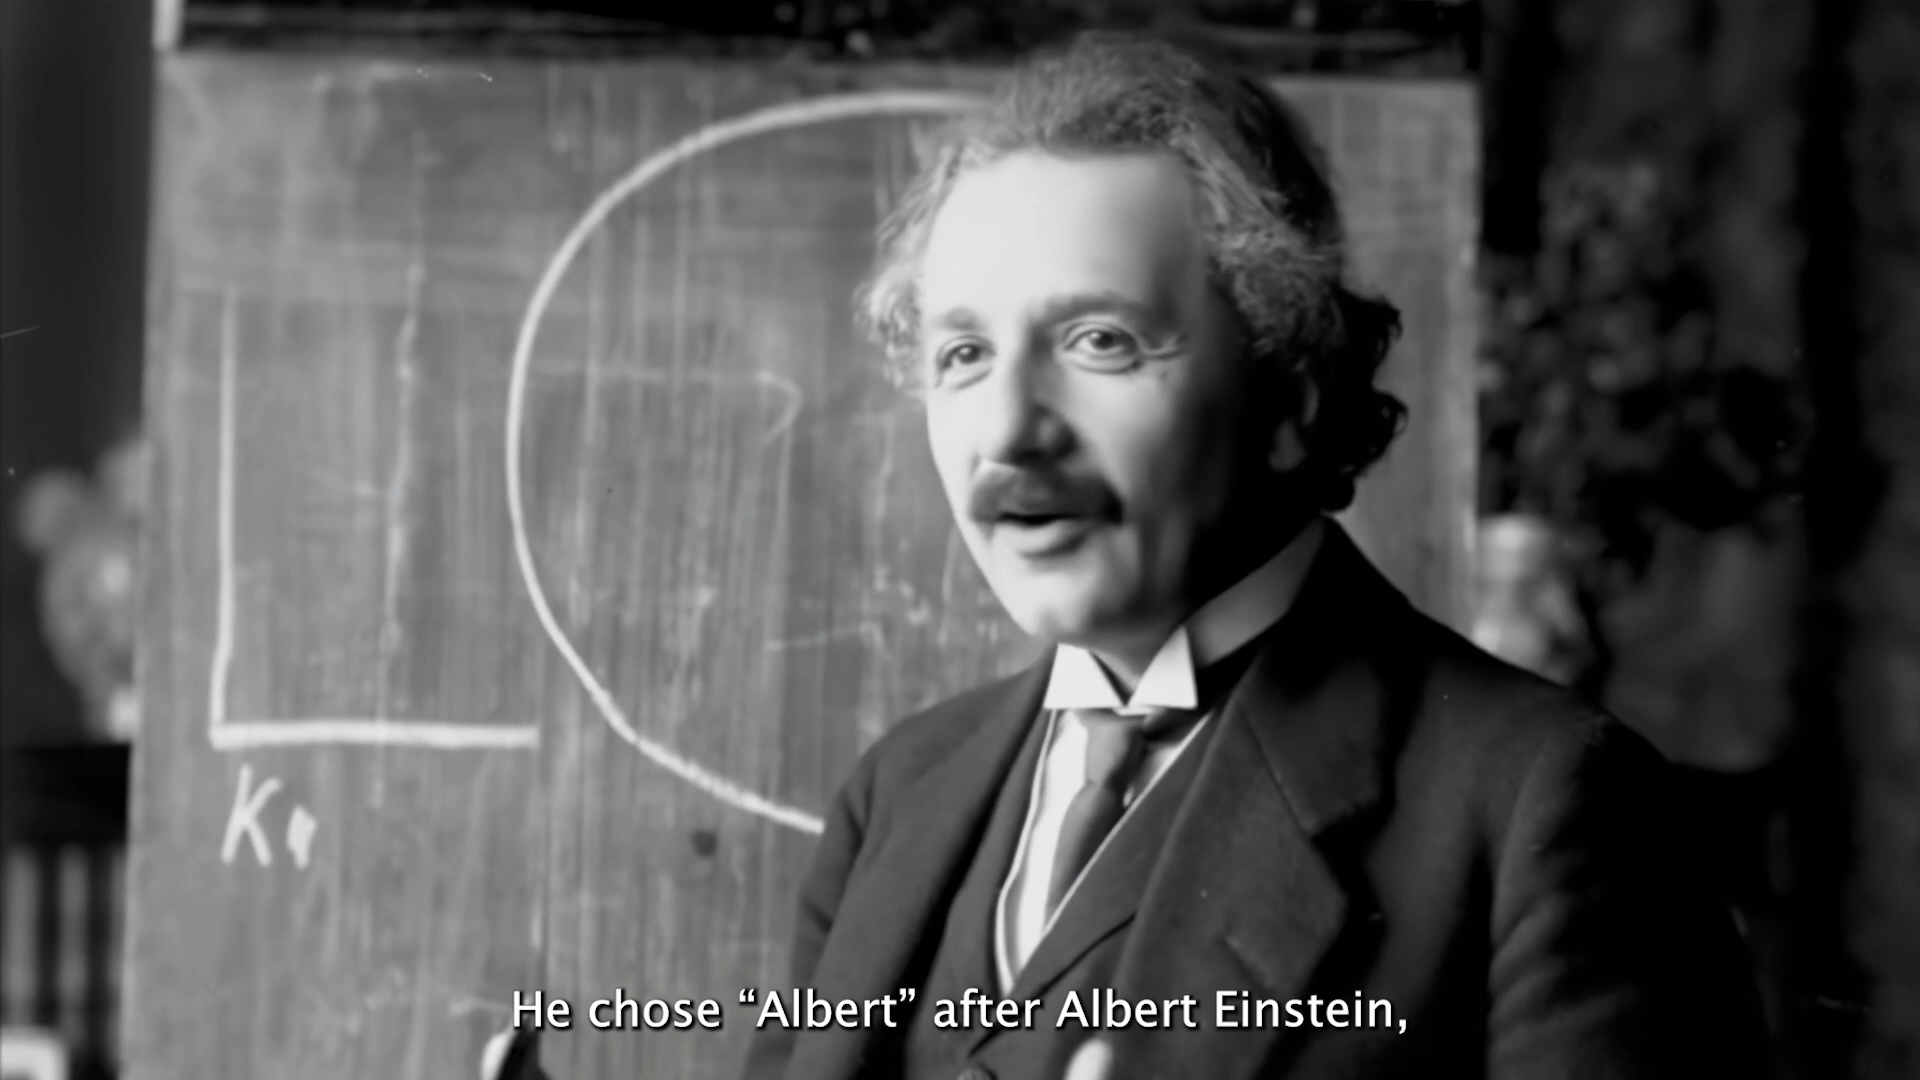 K
He chose “Albert” after Albert Einstein,